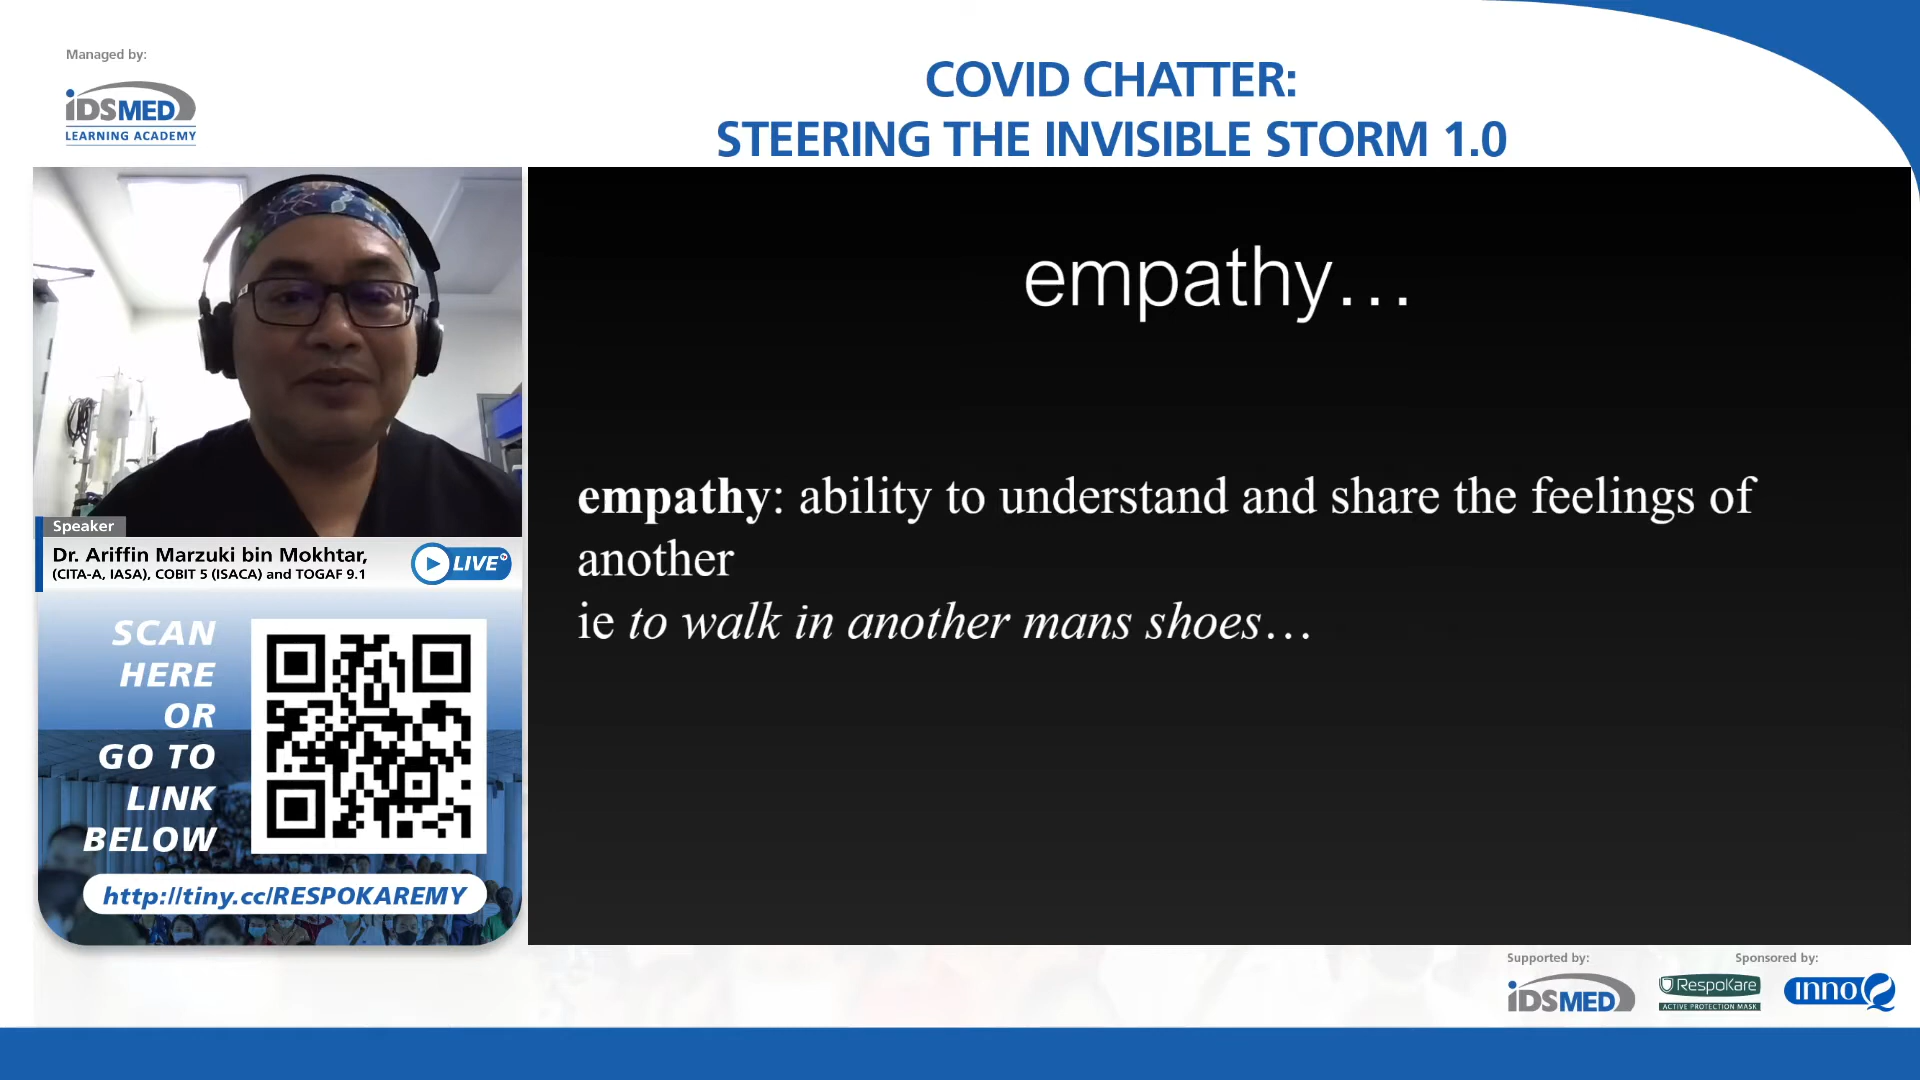 Managed by:
iDSMED
LEARNING ACADEMY
COVID CHATTER:
STEERING THE INVISIBLE STORM 1.0
empathy…
empathy: ability to understand and share the feelings of
another
ie to walk in another mans shoes…
Speaker
Dr. Ariffin Marzuki bin Mokhtar,
(CITA-A, IASA), COBIT 5 (ISACA) and TOGAF 9.1
LIVE
SCAN
HERE
OR
GO TO
LINK
BELOW
http://tiny.cc/RESPOKAREMY
Supported by:
iDSMED
Sponsored by:
RespoKare
ACTIVE PROTECTION MASK
InnoQ